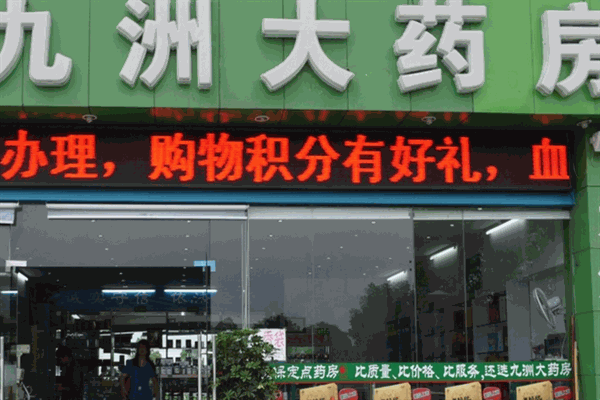 九洲大药房
办理，购物积分有好礼，血
保定点药房 比质量、比价格、比服务,还选九洲大药房